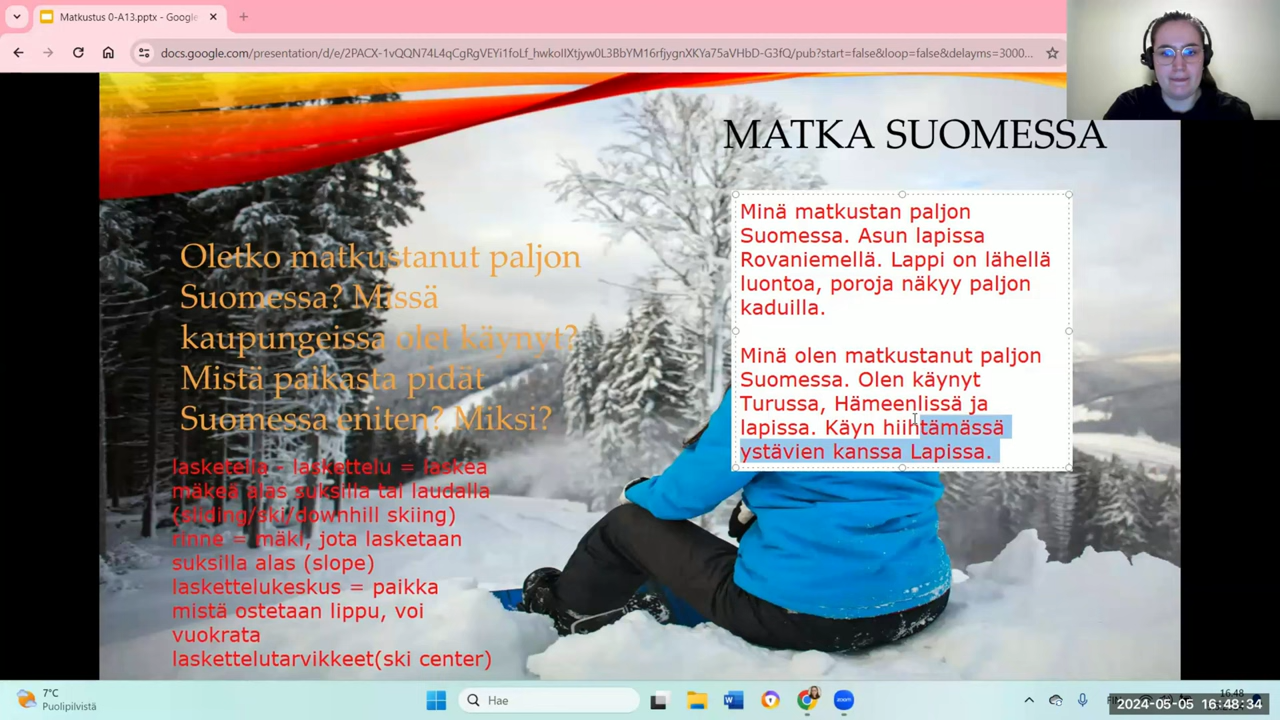 Matkustus 0-A13.pptx - Google
docs.google.com/presentation/d/e/2PACX-1vQQN74L4qCgRgVEYi1foLf_hwkoIIXtjyw0L3BbYM16rfjygnXKYa75aVHbD-G3fQ/pub?start=false&loop=false&delayms=3000...
MATKA SUOMESSA
Minä matkustan paljon
Suomessa. Asun lapissa
Rovaniemellä. Lappi on lähellä
luontoa, poroja näkyy paljon
kaduilla.
Minä olen matkustanut paljon
Suomessa. Olen käynyt
Turussa, Hämeenlissä ja
lapissa. Käyn hiihtämässä
ystävien kanssa Lapissa.
Oletko matkustanut paljon
Suomessa? Missä
kaupungeissa olet käynyt?
Mistä paikasta pidät
Suomessa eniten? Miksi?
lasketella - laskettelu = laskea
mäkeä alas suksilla tai laudalla
(sliding/ski/downhill skiing)
rinne = mäki, jota lasketaan
suksilla alas (slope)
laskettelukeskus = paikka
mistä ostetaan lippu, voi
vuokrata
laskettelutarvikkeet(ski center)
7°C
Puolipilvistä
Hae
zoom
16.48
2024-05-05 16:48:34